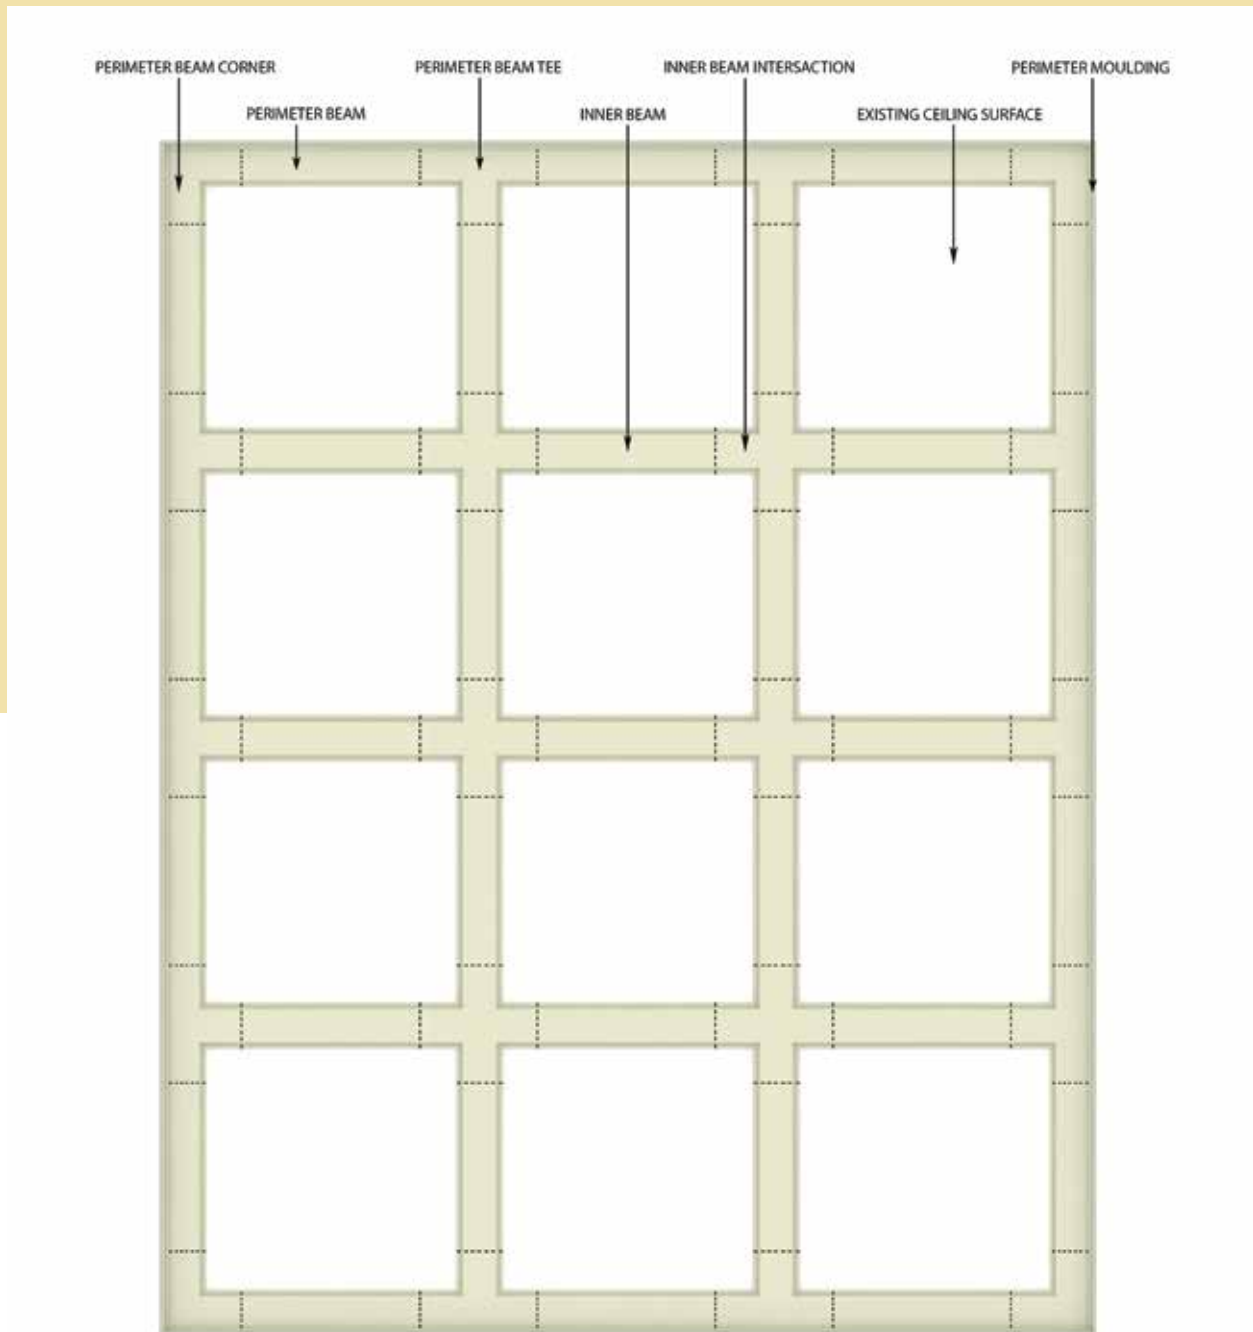 PERIMETER BEAM CORNER
PERIMETER BEAM TEE
INNER BEAM INTERSACTION
PERIMETER MOULDING
PERIMETER BEAM
INNER BEAM
EXISTING CEILING SURFACE